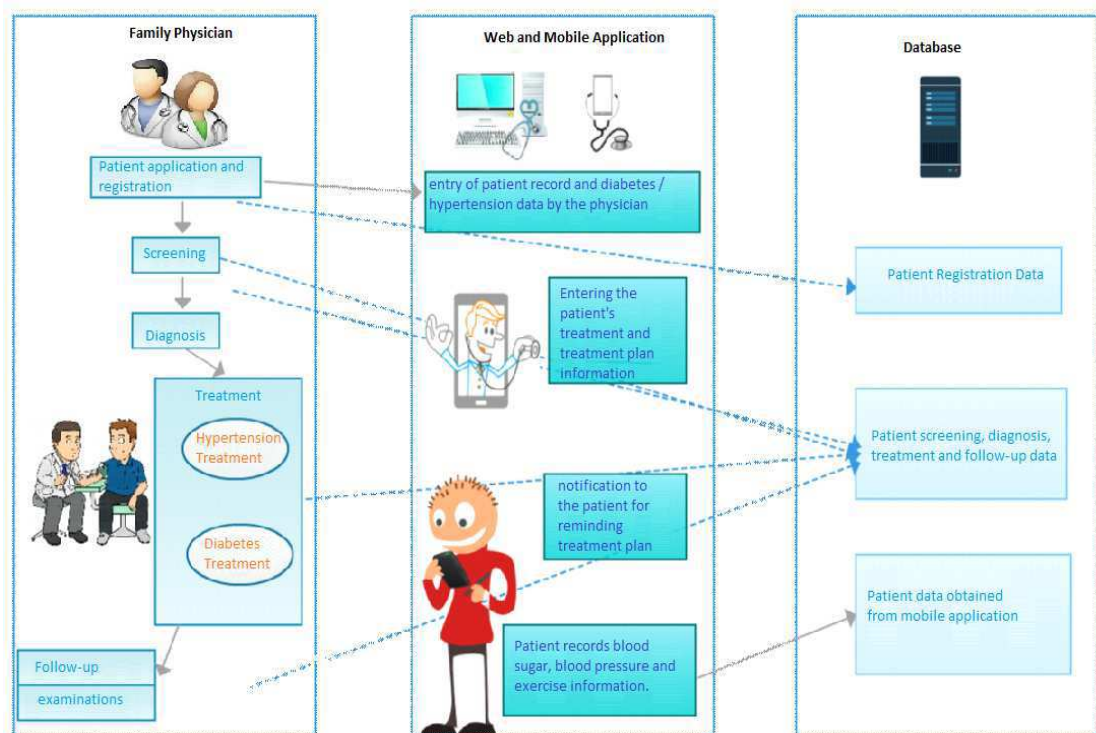 Family Physician
Patient application and
registration
Screening
Diagnosis
Treatment
Hypertension
Treatment
Diabetes
Treatment
Follow-up
examinations
Web and Mobile Application
entry of patient record and diabetes /
hypertension data by the physician
Entering the
patient's
treatment and
treatment plan
information
notification to
the patient for
reminding
treatment plan
Patient records blood
sugar, blood pressure and
exercise information.
Database
Patient Registration Data
Patient screening, diagnosis,
treatment and follow-up data
Patient data obtained
from mobile application